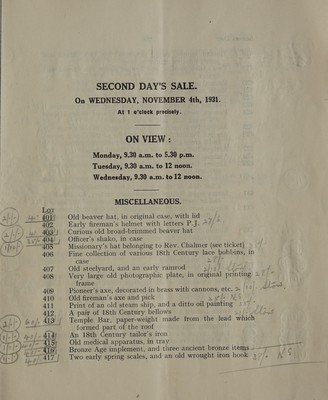 SECOND DAY'S SALE.
On WEDNESDAY, NOVEMBER 4th, 1931.
At 1 o'clock precisely.
ON VIEW:
Monday, 9.30 a.m. to 5.30 p.m.
Tuesday, 9.30 a.m. to 12 noon.
Wednesday, 9.30 a.m. to 12 noon.
MISCELLANEOUS.
Lot
401 Old beaver hat, in original case, with lid
402 Early fireman's helmet with letters P.J.
403 Curious old broad-brimmed beaver hat
404 Officer's shako, in case
405 Missionary's hat belonging to Rev. Chalmer (see ticket)
406 Fine collection of various 18th Century lace bobbins, in
case
407 Old steelyard, and an early ramrod
408 Very large old photographic plate, in original printing
frame
409 Pioneer's axe, decorated in brass with cannons, etc.
410 Old fireman's axe and pick
411 Print of an old steam ship, and a ditto oil painting
412 A pair of 18th Century bellows
413 Temple Bar, paper-weight made from the lead which
formed part of the roof
414 An 18th Century tailor's iron
415 Old medical apparatus, in tray
416 Bronze Age implement, and three ancient bronze items
417 Two early spring scales, and an old wrought iron hook